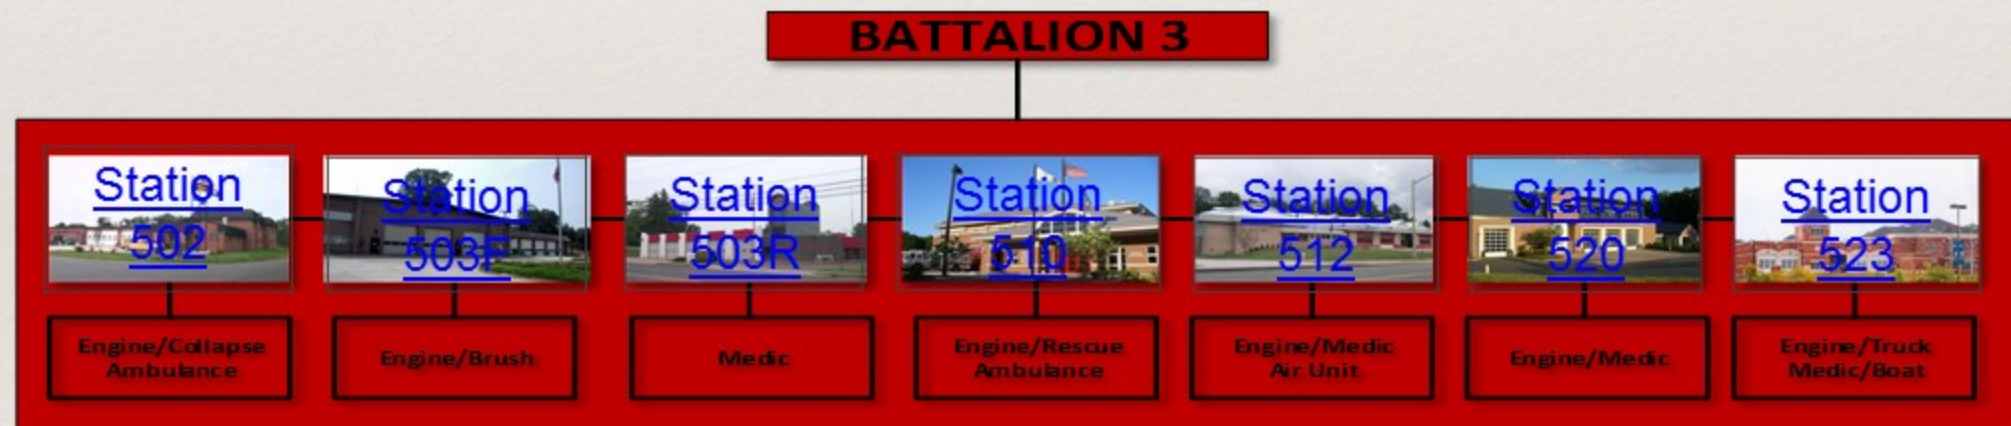 BATTALION 3
Station
502
Station
503F
Station
503R
Station
510
Station
512
Station
520
Station
523
Engine/Collapse
Ambulance
Engine/Brush
Medic
Engine/Rescue
Ambulance
Engine/Medic
Air Unit
Engine/Medic
Engine/Truck
Medic/Boat